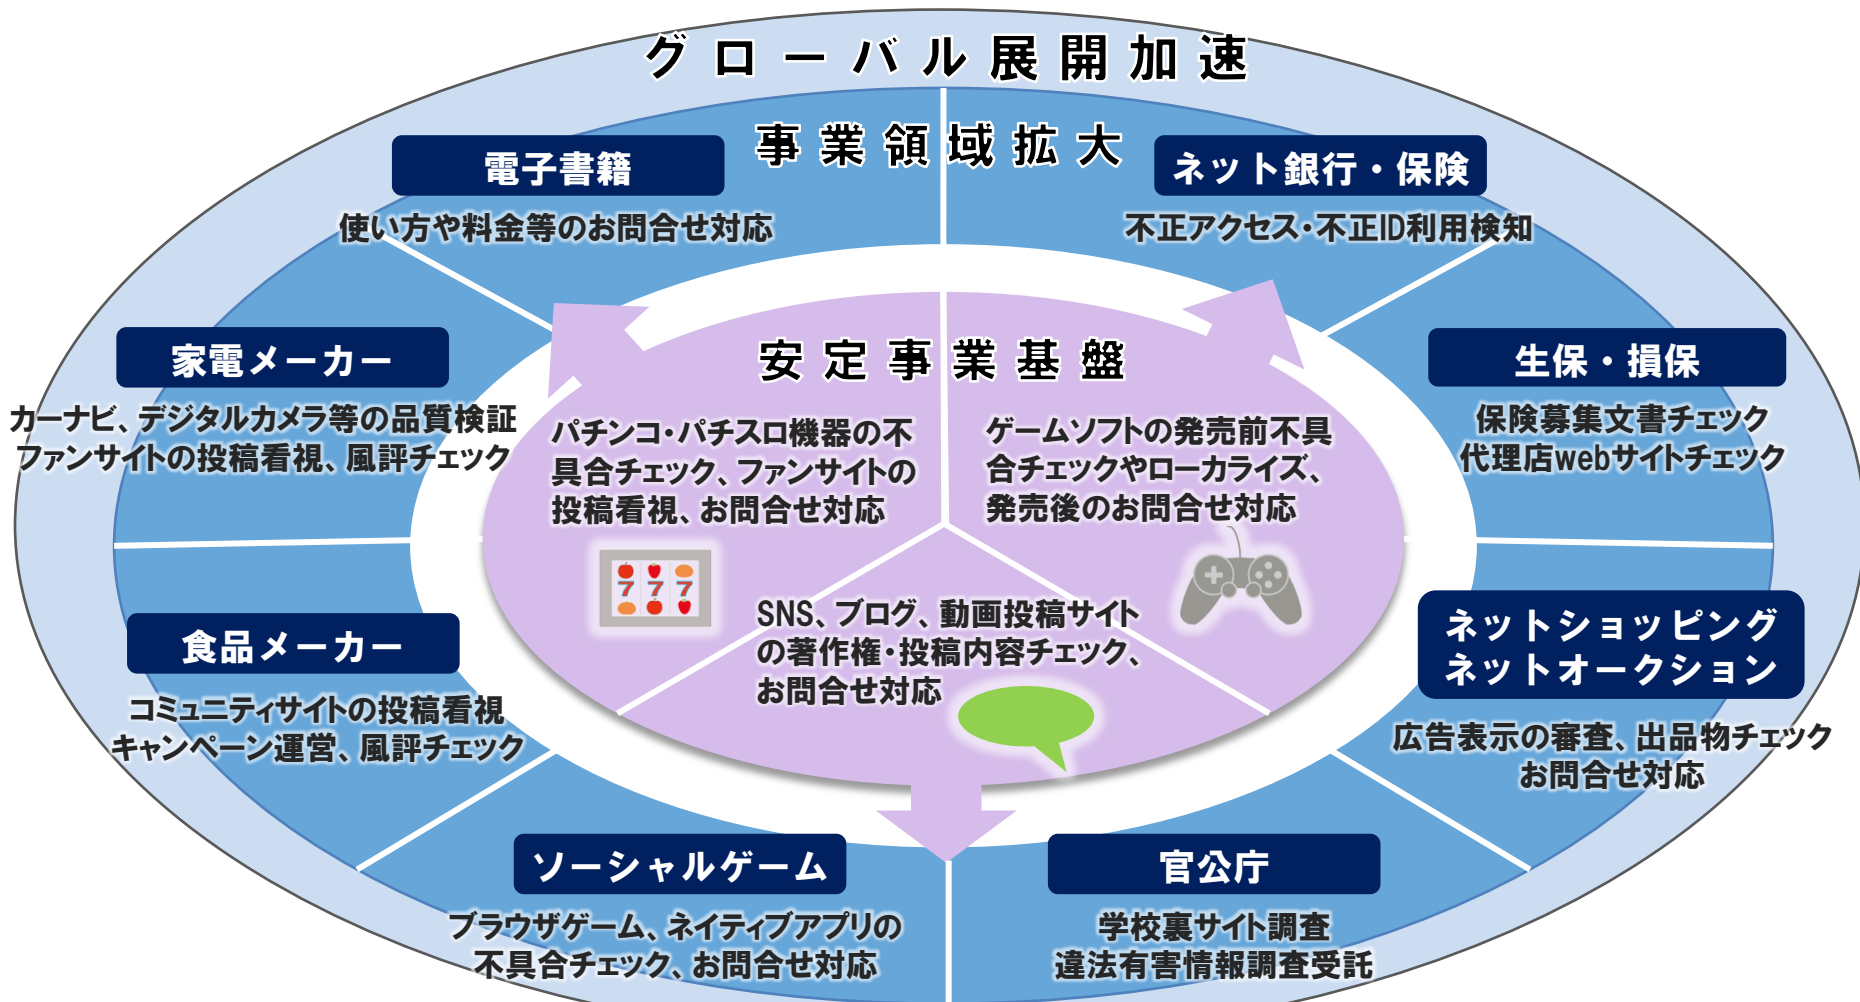 グローバル展開加速
事業領域拡大
電子書籍
使い方や料金等のお問合せ対応
ネット銀行・保険
不正アクセス・不正ID利用検知
家電メーカー
カーナビ、デジタルカメラ等の品質検証
ファンサイトの投稿看視、風評チェック
生保・損保
保険募集文書チェック
代理店webサイトチェック
安定事業基盤
パチンコ・パチスロ機器の不
具合チェック、ファンサイトの
投稿看視、お問合せ対応
ゲームソフトの発売前不具
合チェックやローカライズ、
発売後のお問合せ対応
7 7 7
SNS、ブログ、動画投稿サイト
の著作権・投稿内容チェック、
お問合せ対応
食品メーカー
コミュニティサイトの投稿看視
キャンペーン運営、風評チェック
ネットショッピング
ネットオークション
広告表示の審査、出品物チェック
お問合せ対応
ソーシャルゲーム
ブラウザゲーム、ネイティブアプリの
不具合チェック、お問合せ対応
官公庁
学校裏サイト調査
違法有害情報調査受託